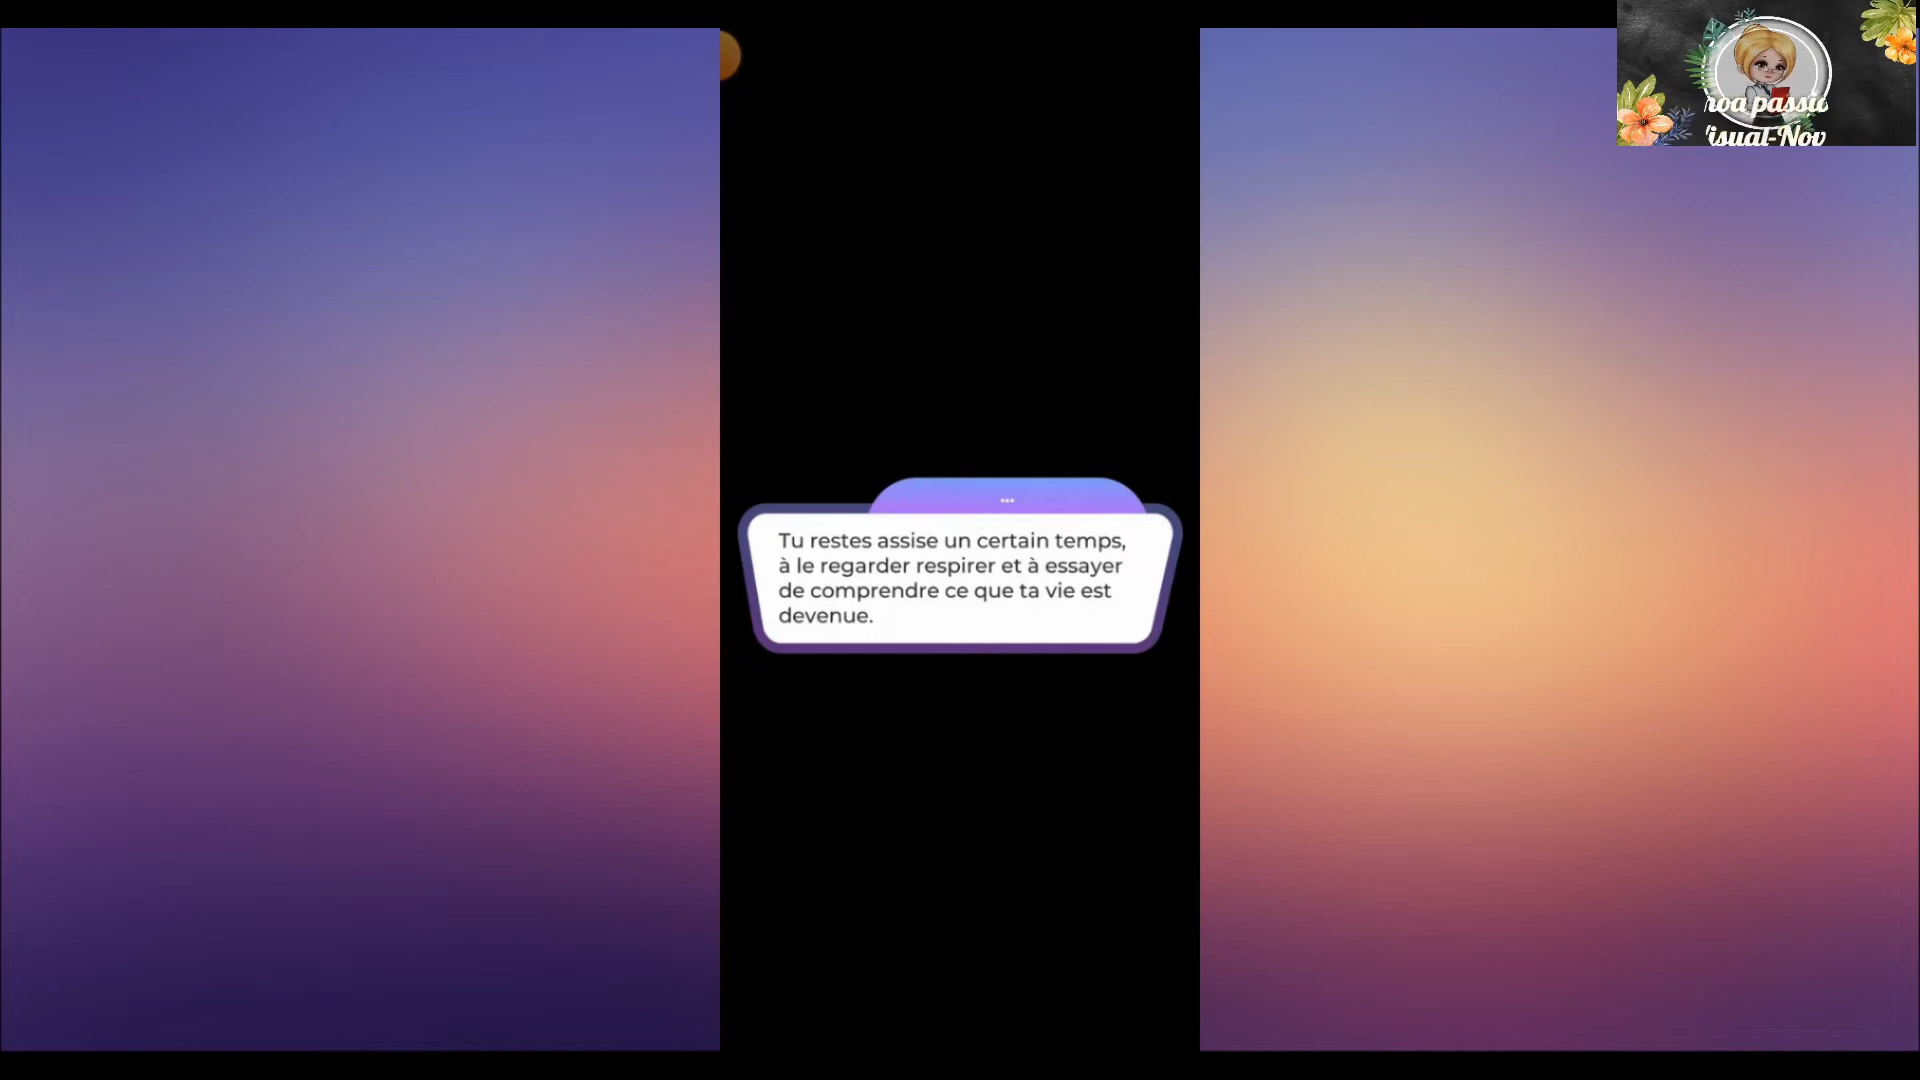 passi
...
Tu restes assise un certain temps,
à le regarder respirer et à essayer
de comprendre ce que ta vie est
devenue.